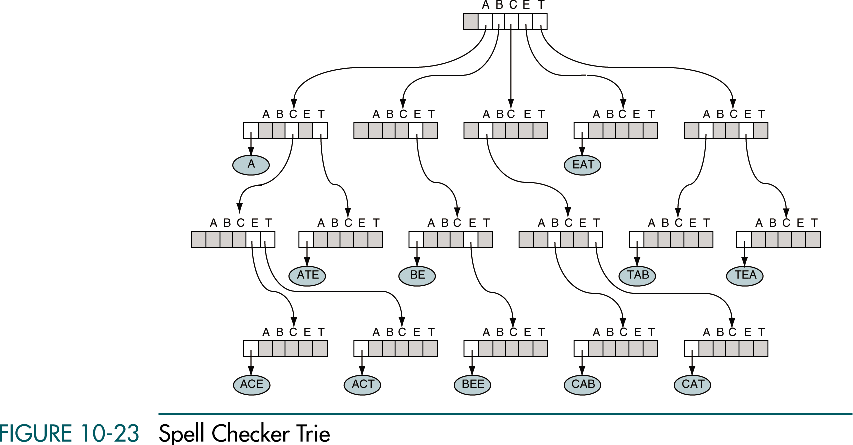 A B C E T
A B C E T A B C E T A B C E T A B C E T A B C E T
A EAT
A B C E T A B C E T A B C E T A B C E T A B C E T A B C E T
ATE BE TAB TEA
A B C E T A B C E T A B C E T A B C E T A B C E T
ACE ACT BEE CAB CAT
FIGURE 10-23 Spell Checker Trie